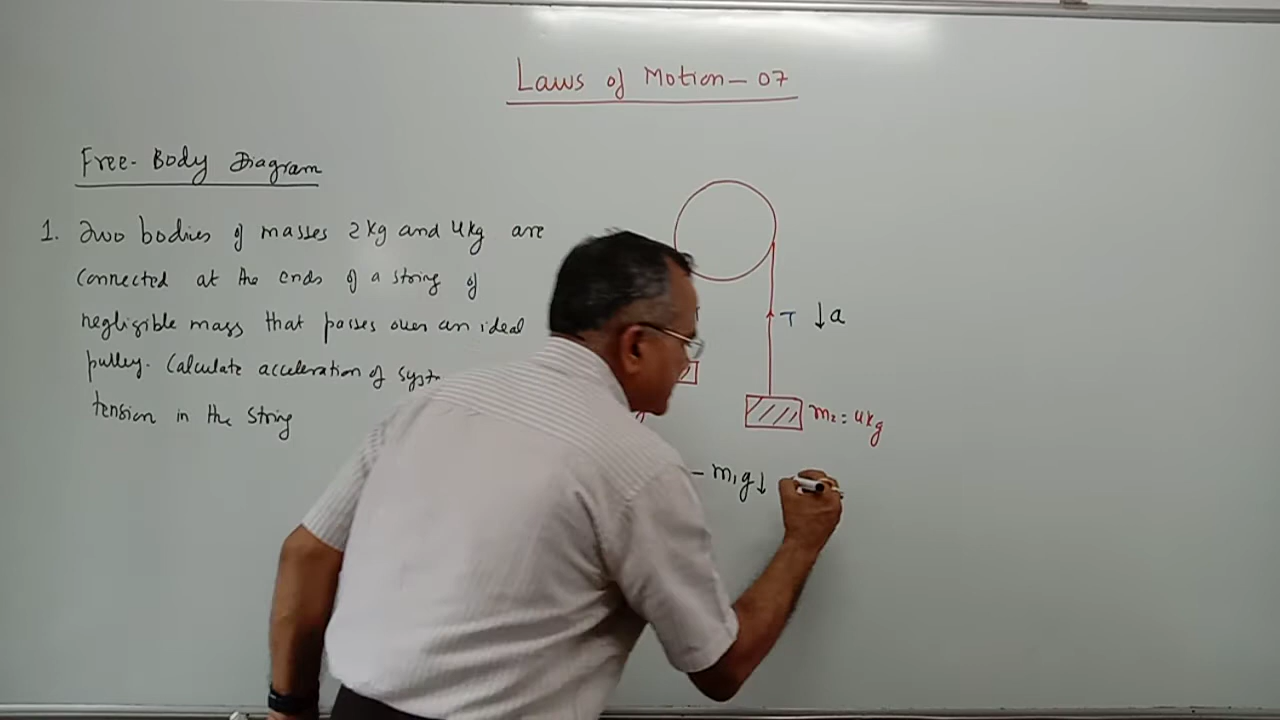 Laws of Motion - 07
Free-Body Diagram
1. Two bodies of masses 2 kg and 4 kg are
connected at the ends of a string of
negligible mass that passes over an ideal
pulley. Calculate acceleration of
tension in the string
T ↓a
m₂ = 4kg
- m₁g↓